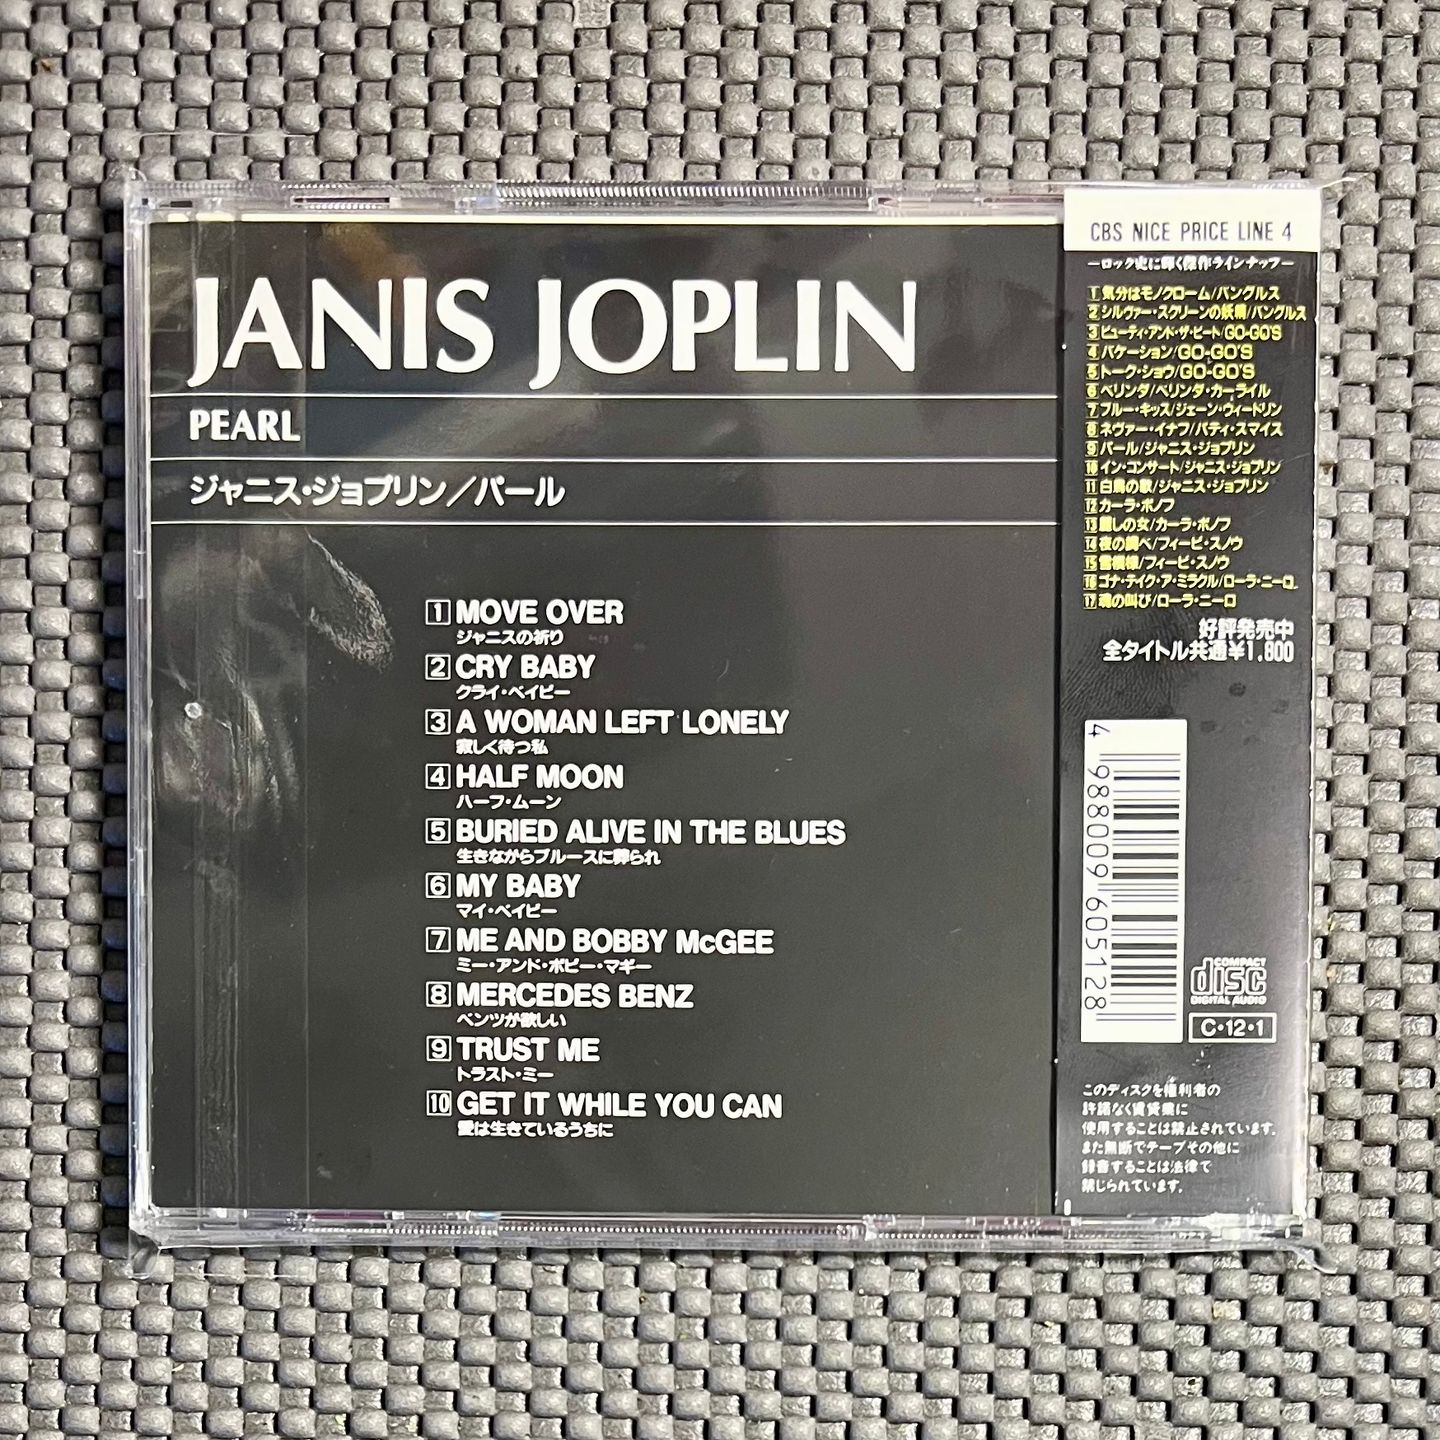 JANIS JOPLIN
PEARL
ジャニス・ジョプリン／パール
1 MOVE OVER
ジャニスの祈り
2 CRY BABY
クライ・ベイビー
3 A WOMAN LEFT LONELY
寂しく待つ私
4 HALF MOON
ハーフ・ムーン
5 BURIED ALIVE IN THE BLUES
生きながらブルースに葬られ
6 MY BABY
マイ・ベイビー
7 ME AND BOBBY McGEE
ミー・アンド・ボビー・マギー
8 MERCEDES BENZ
ベンツが欲しい
9 TRUST ME
トラスト・ミー
10 GET IT WHILE YOU CAN
愛は生きているうちに
CBS NICE PRICE LINE 4
ーロック史に輝く傑作ラインナップー
1 気分はモノクローム/バングルス
2 シルヴァー・スクリーンの妖精/バングルス
3 ビューティ・アンド・ザ・ビート/GO-GO'S
4 バケーション/GO-GO'S
5 トーク・ショウ/GO-GO'S
6 ベリンダ/ベリンダ・カーライル
7 ブルー・キッス/ジェーン・ウィードリン
8 ネヴァー・イナフ/パティ・スマイス
9 パール/ジャニス・ジョプリン
10 イン・コンサート/ジャニス・ジョプリン
11 白鳥の歌/ジャニス・ジョプリン
12 カーラ・ボノフ
13 麗しの女/カーラ・ボノフ
14 夜の調べ/フィービ・スノウ
15 雪模様/フィービ・スノウ
16 ゴナ・テイク・ア・ミラクル/ローラ・ニーロ
17 魂の叫び/ローラ・ニーロ
好評発売中
全タイトル共通¥1,800
4 988009 605128
COMPACT
disc
DIGITAL AUDIO
C・12・1
このディスクを権利者の
許諾なく賃貸業に
使用することは禁止されています。
また無断でテープその他に
録音することは法律で
禁じられています。